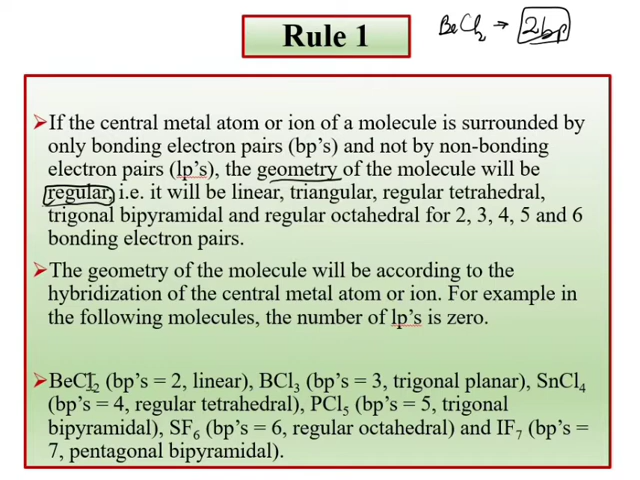 Rule 1
BeCl₂ → 2bp
➢If the central metal atom or ion of a molecule is surrounded by
only bonding electron pairs (bp's) and not by non-bonding
electron pairs (lp's), the geometry of the molecule will be
regular, i.e. it will be linear, triangular, regular tetrahedral,
trigonal bipyramidal and regular octahedral for 2, 3, 4, 5 and 6
bonding electron pairs.
➢The geometry of the molecule will be according to the
hybridization of the central metal atom or ion. For example in
the following molecules, the number of lp's is zero.
➢BeCl₂ (bp's = 2, linear), BCl₃ (bp's = 3, trigonal planar), SnCl₄
(bp's = 4, regular tetrahedral), PCl₅ (bp's = 5, trigonal
bipyramidal), SF₆ (bp's = 6, regular octahedral) and IF₇ (bp's =
7, pentagonal bipyramidal).